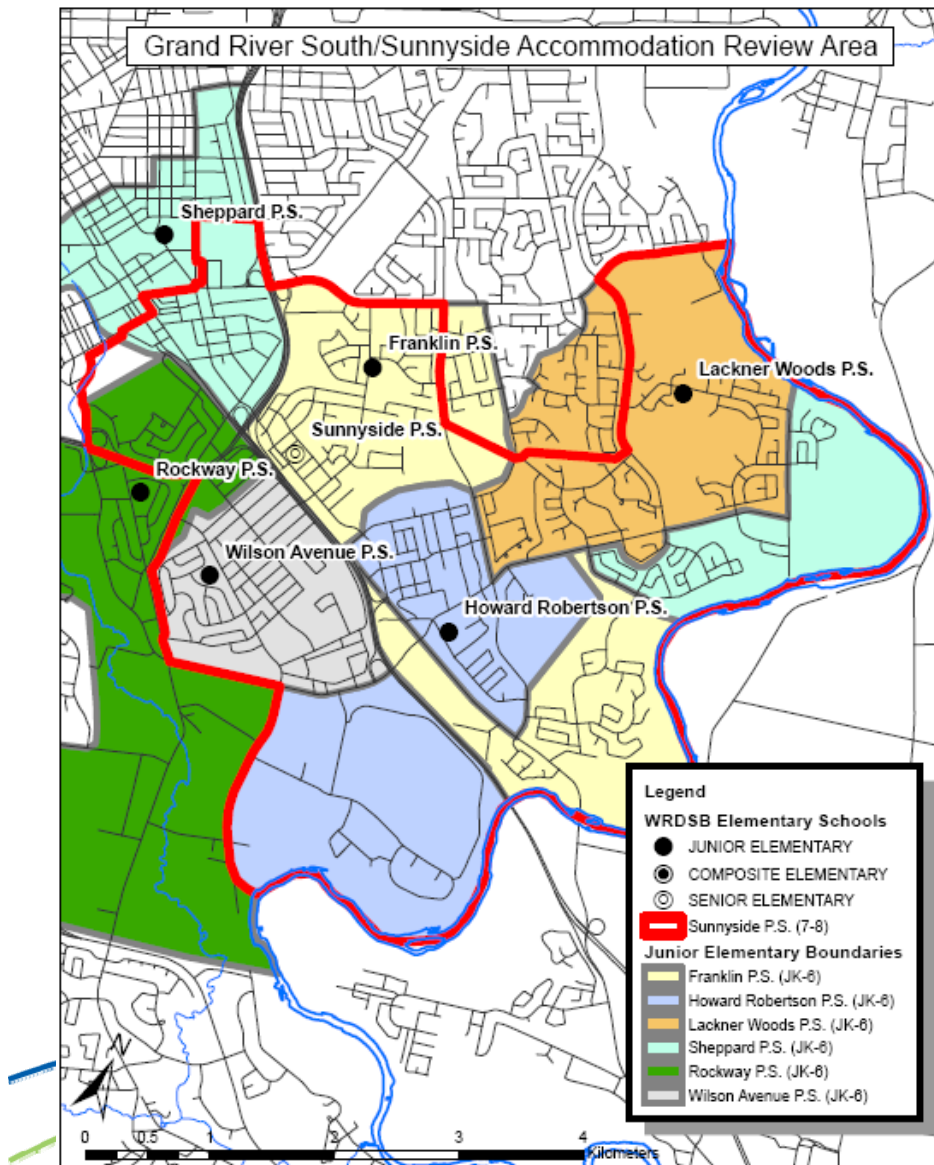 Grand River South/Sunnyside Accommodation Review Area
Sheppard P.S.
Franklin P.S.
Lackner Woods P.S.
Sunnyside P.S.
Rockway P.S.
Wilson Avenue P.S.
Howard Robertson P.S.
Legend
WRDSB Elementary Schools
JUNIOR ELEMENTARY
COMPOSITE ELEMENTARY
SENIOR ELEMENTARY
Sunnyside P.S. (7-8)
Junior Elementary Boundaries
Franklin P.S. (JK-6)
Howard Robertson P.S. (JK-6)
Lackner Woods P.S. (JK-6)
Sheppard P.S. (JK-6)
Rockway P.S. (JK-6)
Wilson Avenue P.S. (JK-6)
N
0 0.5 1 2 3 4
Kilometers